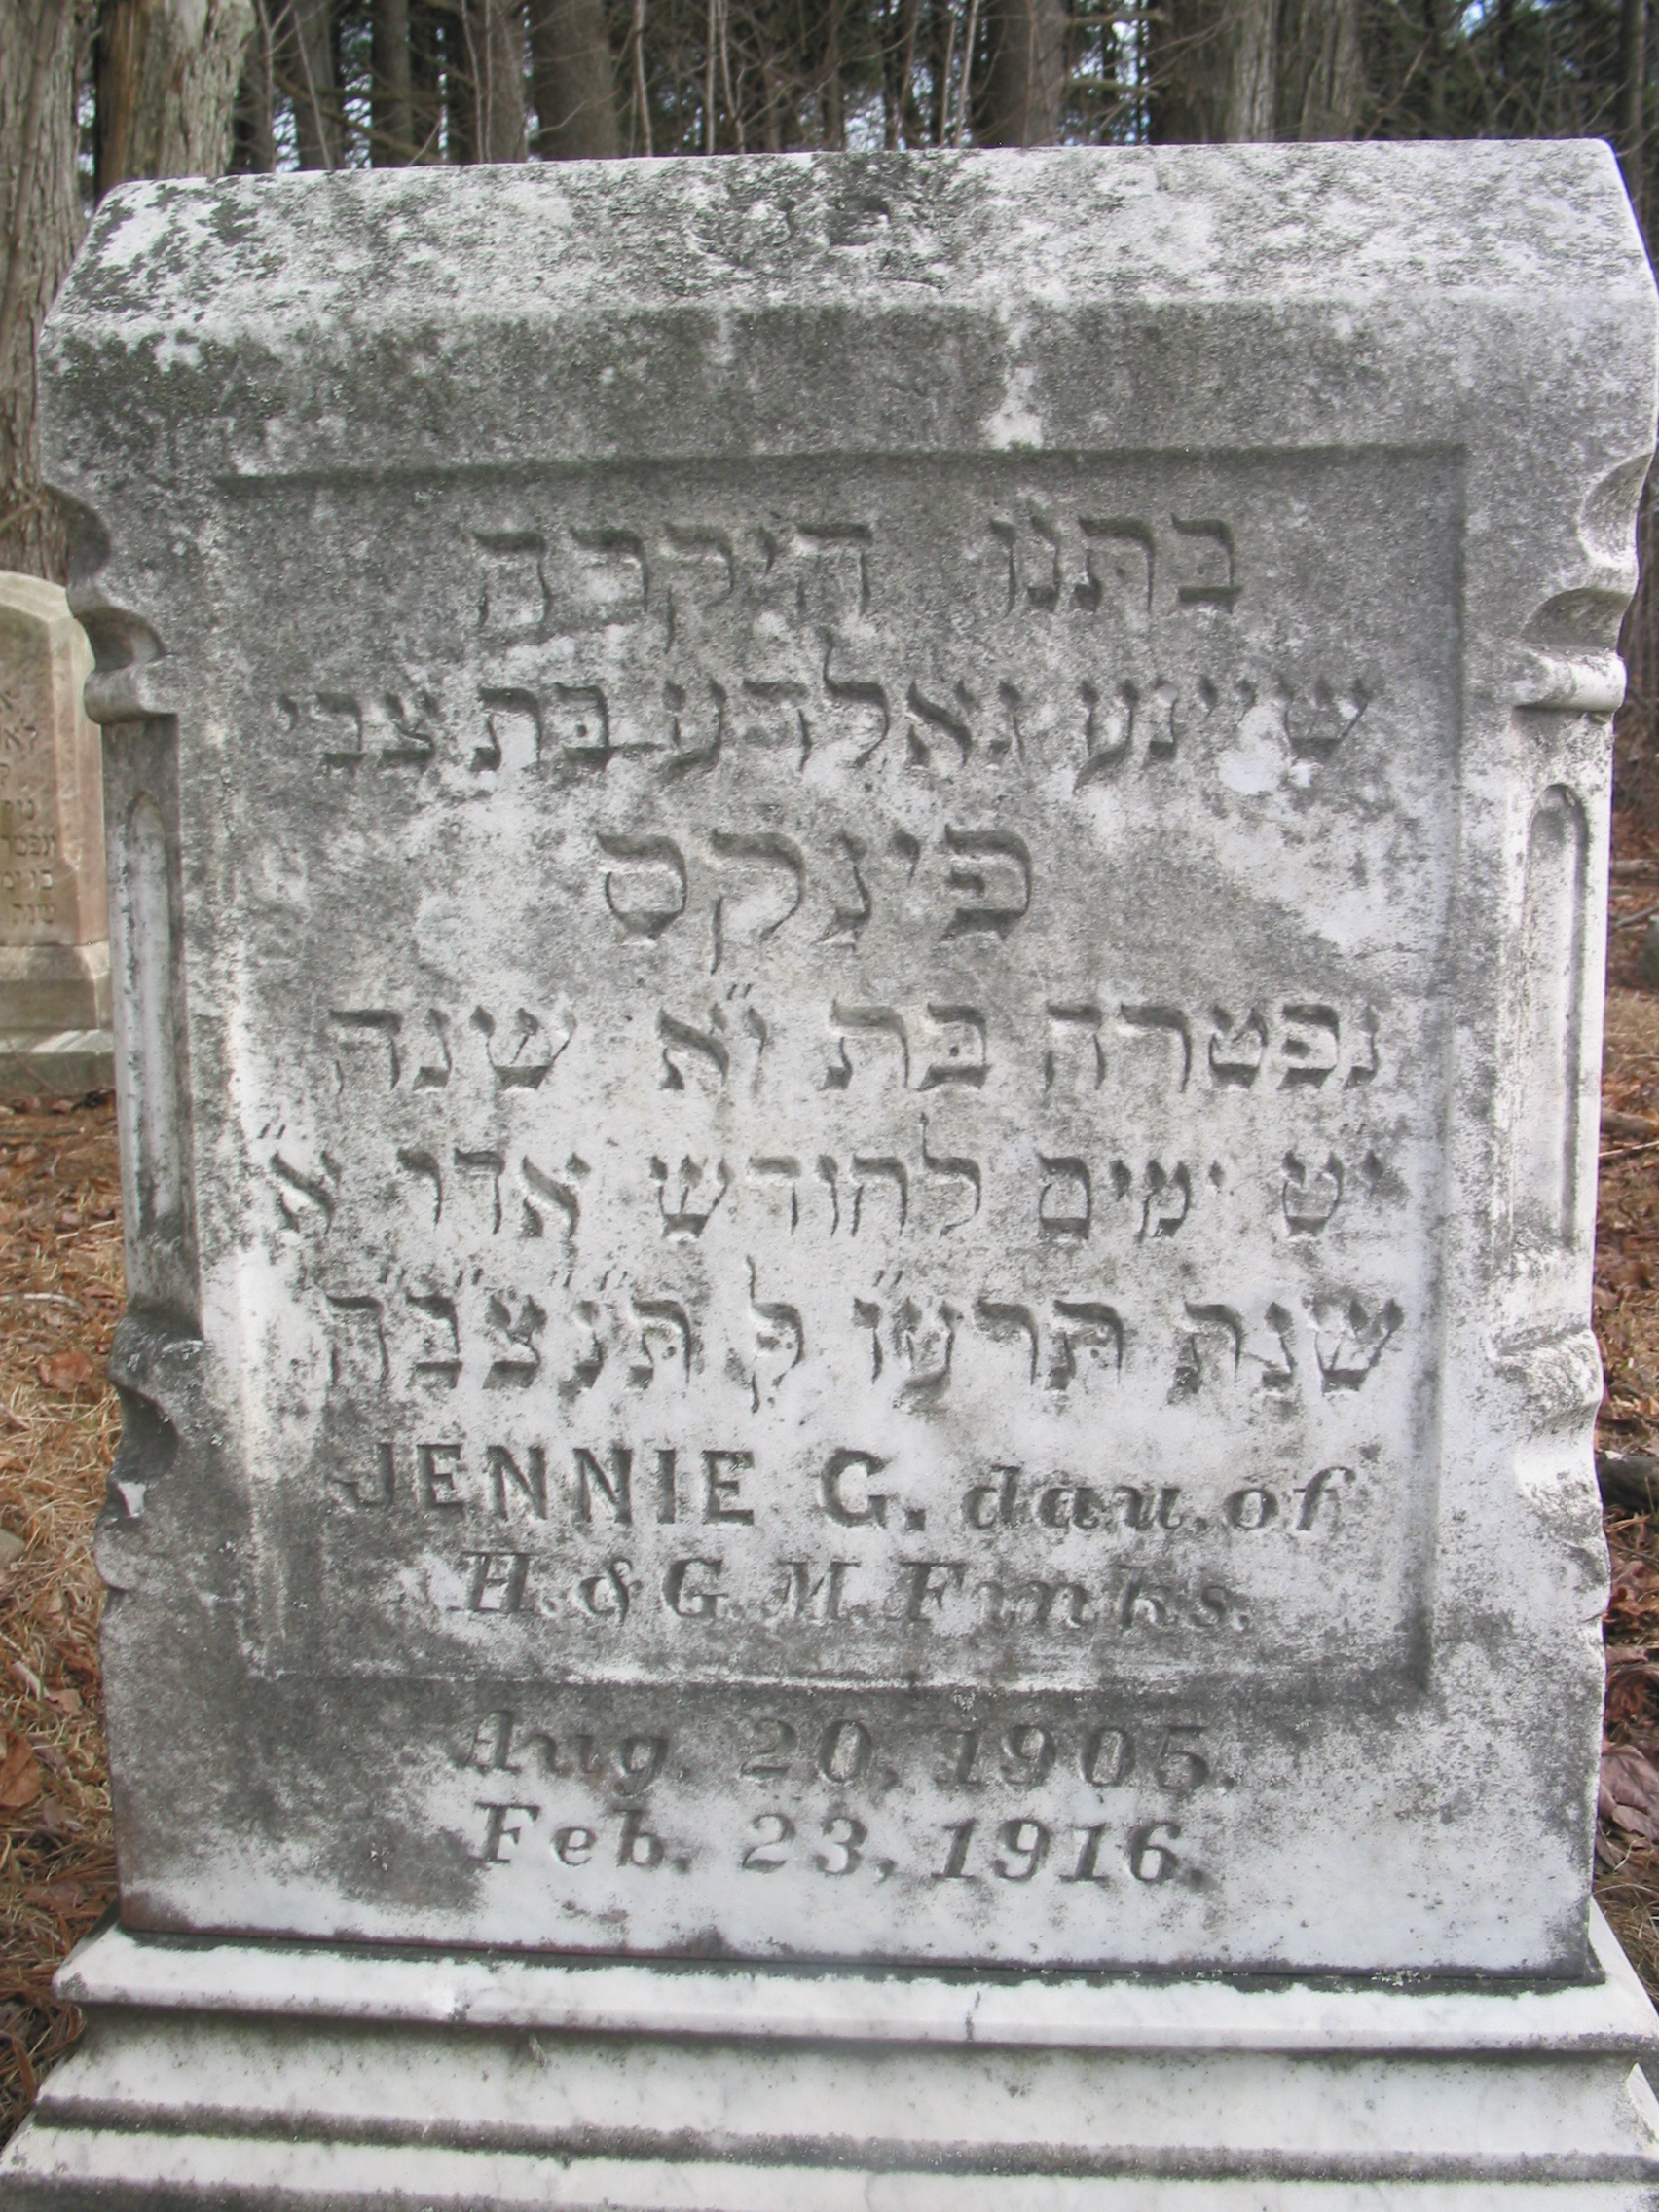 בתנו היקרה
שיינע גאלדע בת צבי
פינקס
נפטרה בת י"א שנה
י"ט ימים לחודש אדר א"
שנת תרע"ו לפ ת"נ"צ"ב"ה
JENNIE G. dau. of
H. & G. M. Finks.
Aug. 20, 1905.
Feb. 23, 1916.